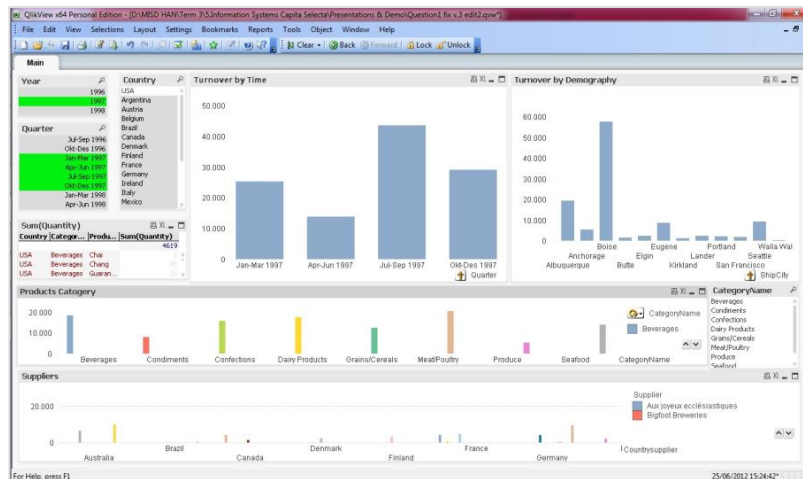 QlikView x64 Personal Edition - [D:\MISD HAN\Term 3\SJInformation Systems Capita Selecta\Presentations & Demo\Question1 fix v.3 edit2.qvw*]
File Edit View Selections Layout Settings Bookmarks Reports Tools Object Window Help
Clear Back Forward Lock Unlock
Main
Year
1996
1997
1998
Quarter
Jul-Sep 1996
Okt-Des 1996
Jan-Mar 1997
Apr-Jun 1997
Jul-Sep 1997
Okt-Des 1997
Jan-Mar 1998
Apr-Jun 1998
Country
USA
Argentina
Austria
Belgium
Brazil
Canada
Denmark
Finland
France
Germany
Ireland
Italy
Mexico
Sum(Quantity)
Country Categor... Produ... Sum(Quantity)
4619
USA Beverages Chai
USA Beverages Chang
USA Beverages Guaran...
Turnover by Time
50.000
40.000
30.000
20.000
10.000
0
Jan-Mar 1997 Apr-Jun 1997 Jul-Sep 1997 Okt-Des 1997
Quarter
Turnover by Demography
60.000
50.000
40.000
30.000
20.000
10.000
0
Boise Eugene Portland Walla Wal
Anchorage Elgin Lander Seattle
Albuquerque Butte Kirkland San Francisco
ShipCity
Products Catogery
20.000
10.000
0
Beverages Condiments Confections Dairy Products Grains/Cereals Meat/Poultry Produce Seafood CategoryName
CategoryName
Beverages
CategoryName
Beverages
Condiments
Confections
Dairy Products
Grains/Cereals
Meat/Poultry
Produce
Seafood
Suppliers
20.000
0
Brazil Denmark France
Australia Canada Finland Germany
Countrysupplier
Supplier
Aux joyeux ecclésiastiques
Bigfoot Breweries
For Help, press F1
25/06/2012 15:24:42*